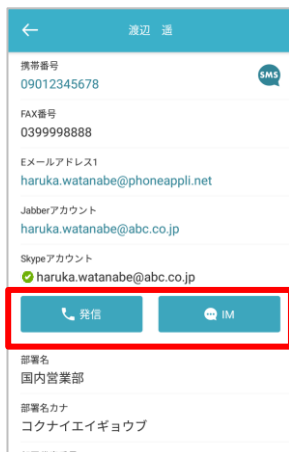 渡辺 遥
携帯番号
09012345678
SMS
FAX番号
0399998888
Eメールアドレス1
haruka.watanabe@phoneappli.net
Jabberアカウント
haruka.watanabe@abc.co.jp
Skypeアカウント
haruka.watanabe@abc.co.jp
発信
IM
部署名
国内営業部
部署名カナ
コクナイエイギョウブ